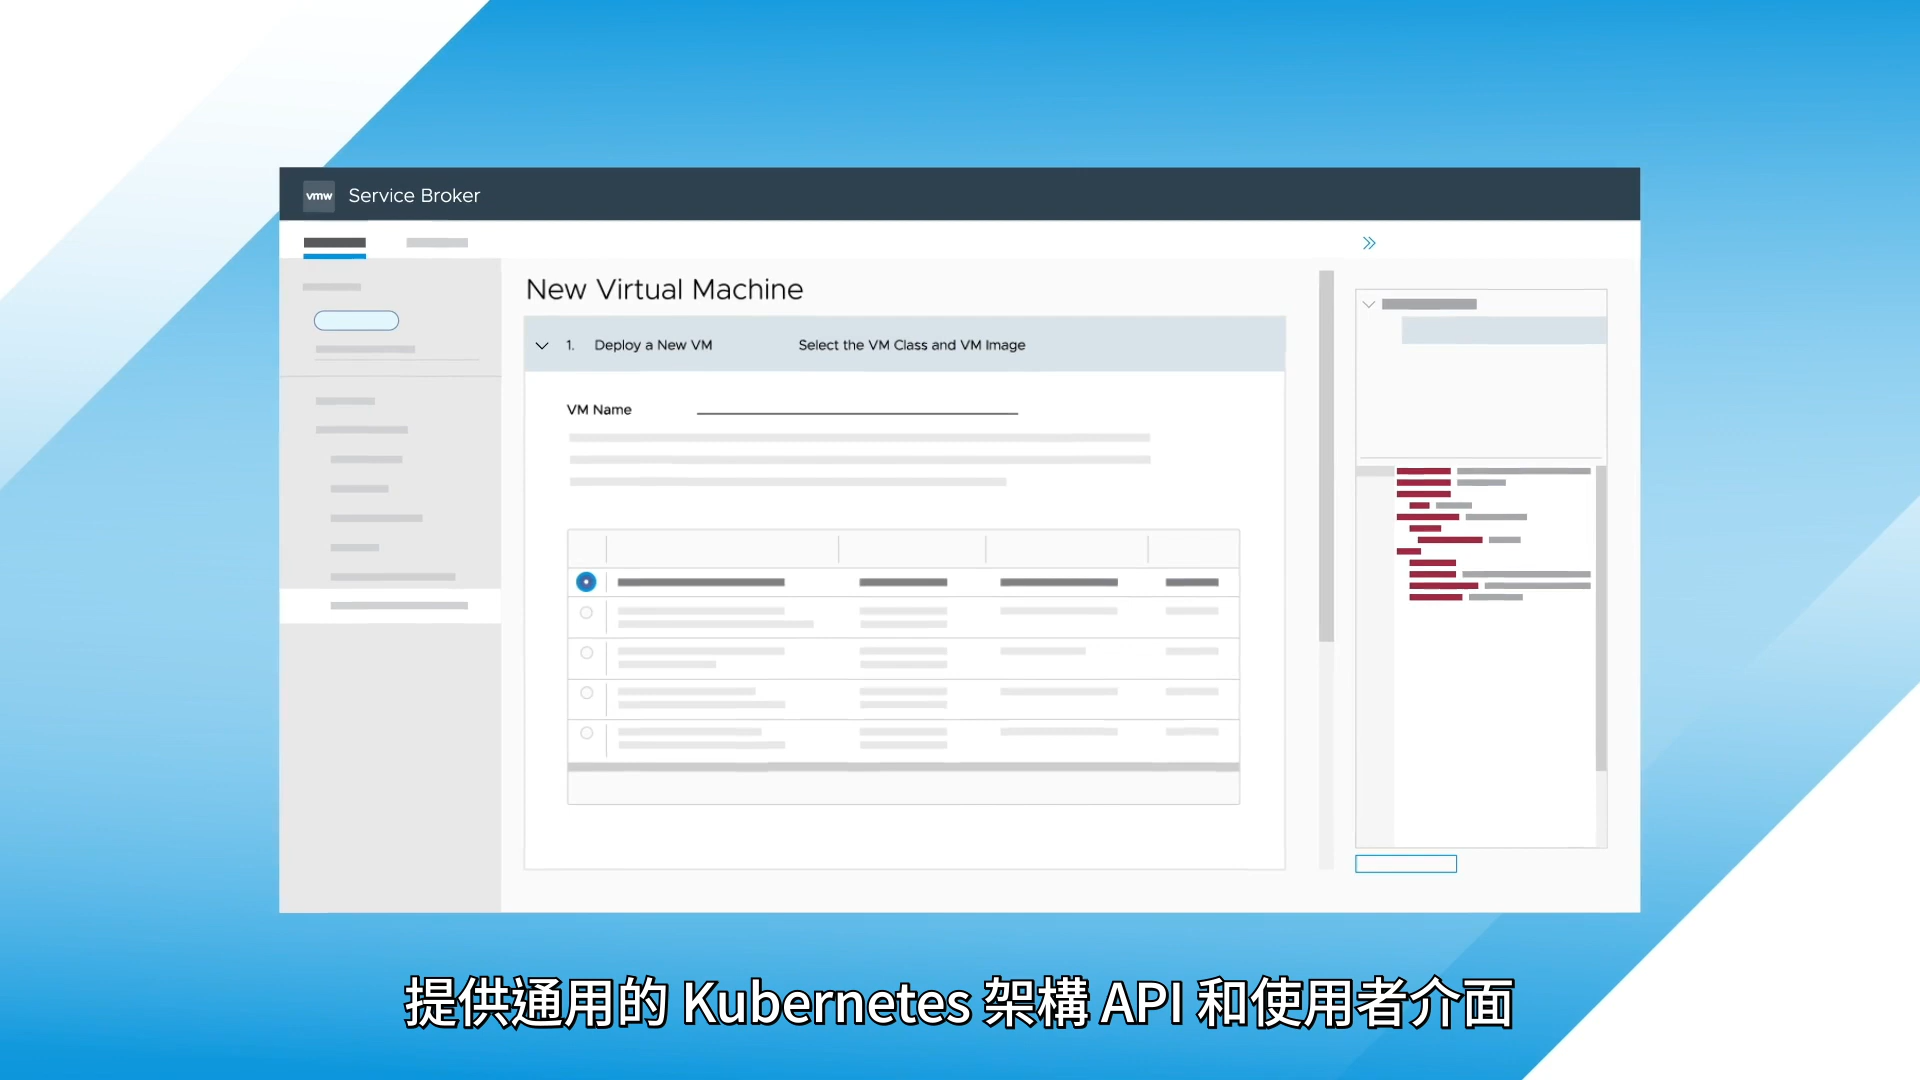 vmw Service Broker
New Virtual Machine
1. Deploy a New VM Select the VM Class and VM Image
VM Name
提供通用的 Kubernetes 架構 API 和使用者介面